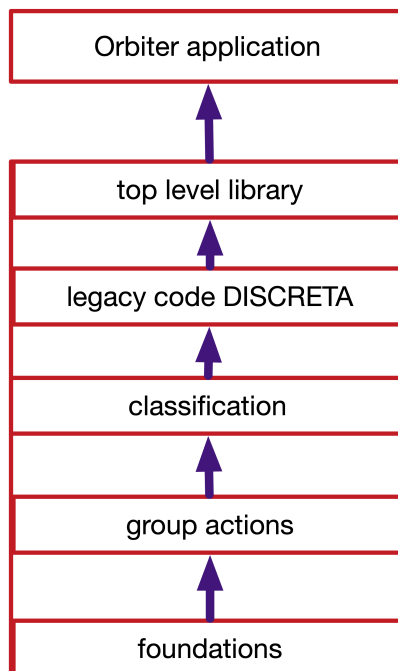 Orbiter application
top level library
legacy code DISCRETA
classification
group actions
foundations